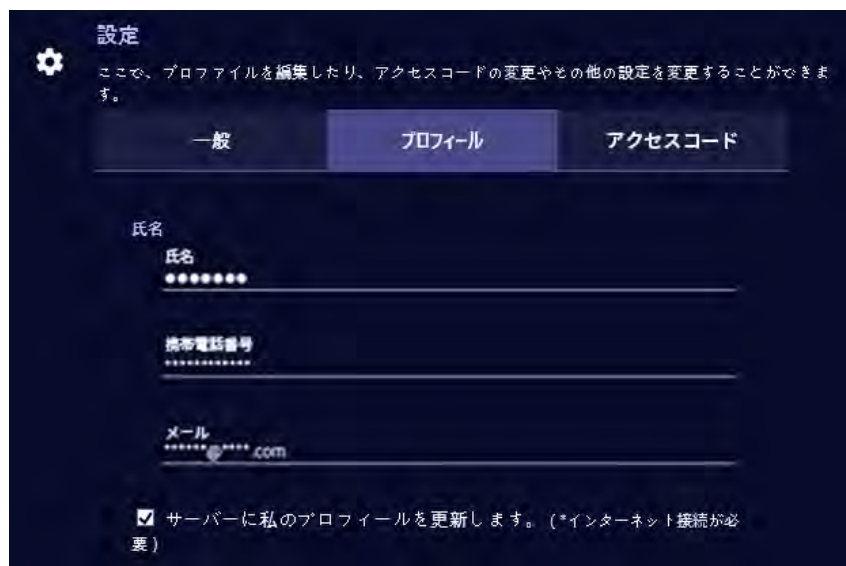 設定
ここで、プロファイルを編集したり、アクセスコードの変更やその他の設定を変更することができま
す。
一般 プロフィール アクセスコード
氏名
氏名
●●●●●●●
携帯電話番号
************
メール
******@****.com
サーバーに私のプロフィールを更新します。 (*インターネット接続が必
要)